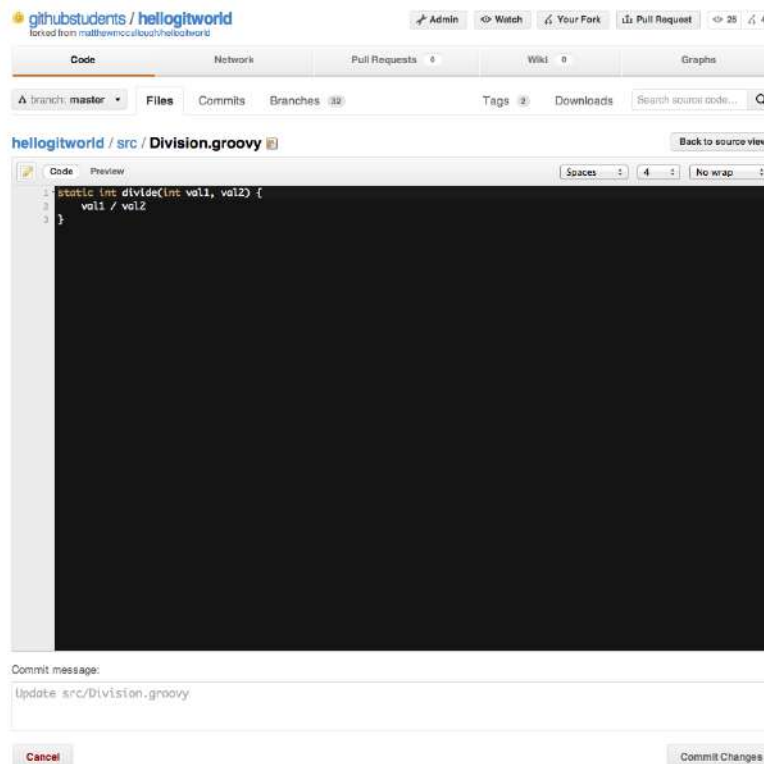 githubstudents / hellogitworld
forked from matthewmccullough/hellogitworld
Admin Watch Your Fork Pull Request 25 4
Code Network Pull Requests 0 Wiki 0 Graphs
branch: master Files Commits Branches 32 Tags 2 Downloads Search source code...
hellogitworld / src / Division.groovy
Back to source view
Code Preview Spaces 4 No wrap
1 static int divide(int val1, val2) {
2 val1 / val2
3 }
Commit message:
Update src/Division.groovy
Cancel Commit Changes